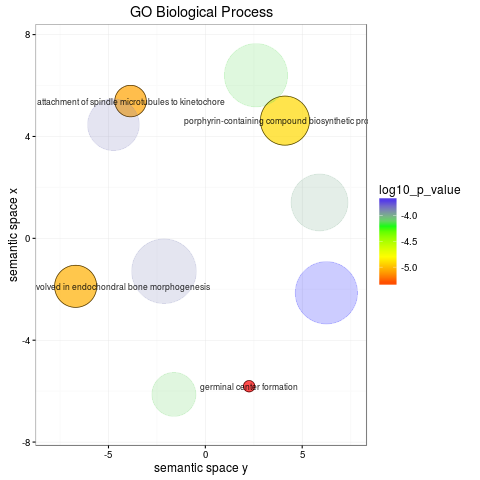 GO Biological Process
8
4
0
-4
-8
semantic space x
attachment of spindle microtubules to kinetochore
porphyrin-containing compound biosynthetic pro
volved in endochondral bone morphogenesis
germinal center formation
-5
0
5
semantic space y
log10_p_value
-4.0
-4.5
-5.0